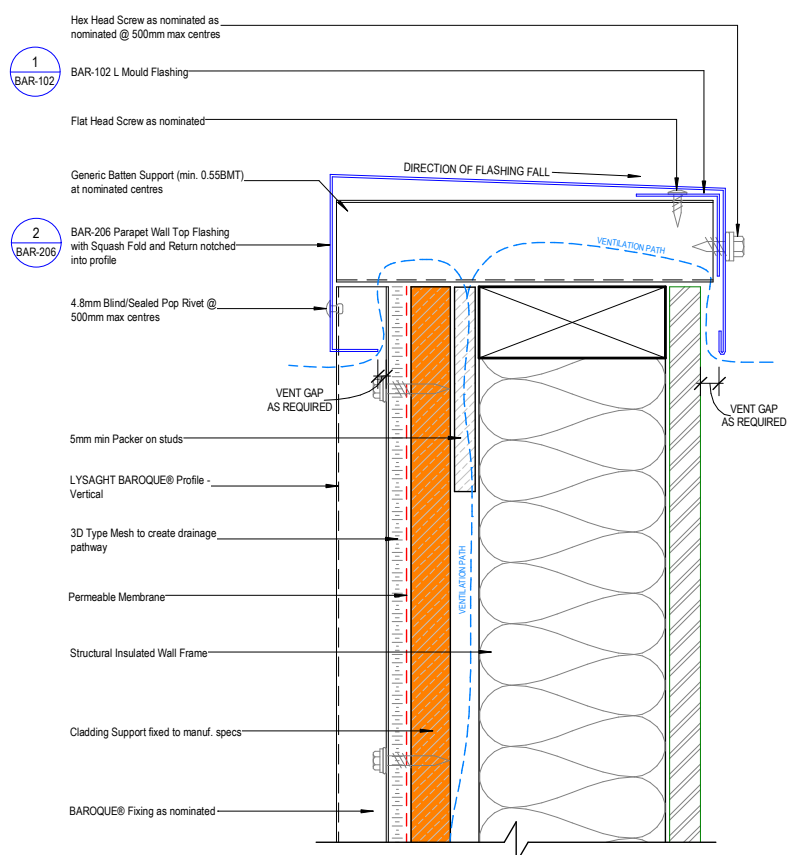 Hex Head Screw as nominated as
nominated @ 500mm max centres
1
BAR-102
BAR-102 L Mould Flashing
Flat Head Screw as nominated
DIRECTION OF FLASHING FALL
Generic Batten Support (min. 0.55BMT)
at nominated centres
2
BAR-206
BAR-206 Parapet Wall Top Flashing
with Squash Fold and Return notched
into profile
VENTILATION PATH
4.8mm Blind/Sealed Pop Rivet @
500mm max centres
VENT GAP
AS REQUIRED
VENT GAP
AS REQUIRED
5mm min Packer on studs
LYSAGHT BAROQUE® Profile -
Vertical
3D Type Mesh to create drainage
pathway
VENTILATION PATH
Permeable Membrane
Structural Insulated Wall Frame
Cladding Support fixed to manuf. specs
BAROQUE® Fixing as nominated